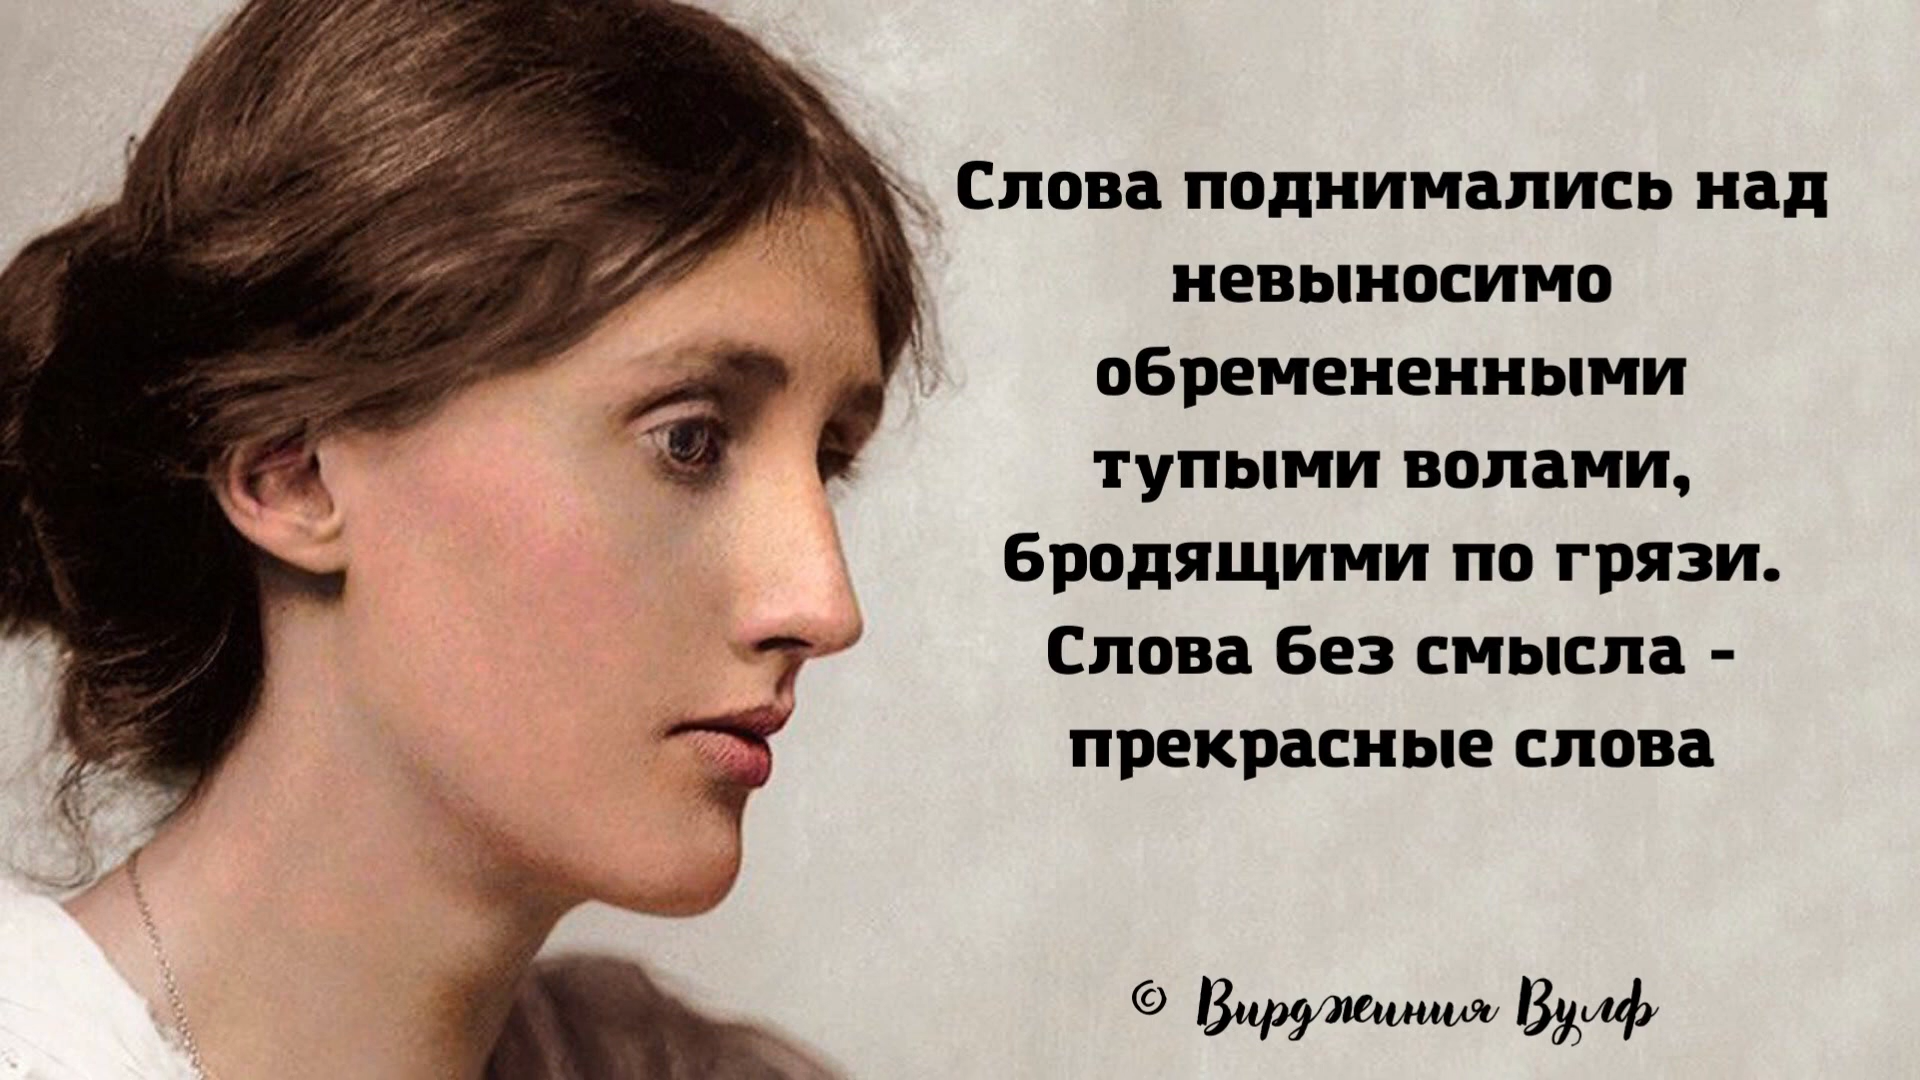 Слова поднимались над
невыносимо
обремененными
тупыми волами,
бродящими по грязи.
Слова без смысла -
прекрасные слова
© Вирджиния Вулф